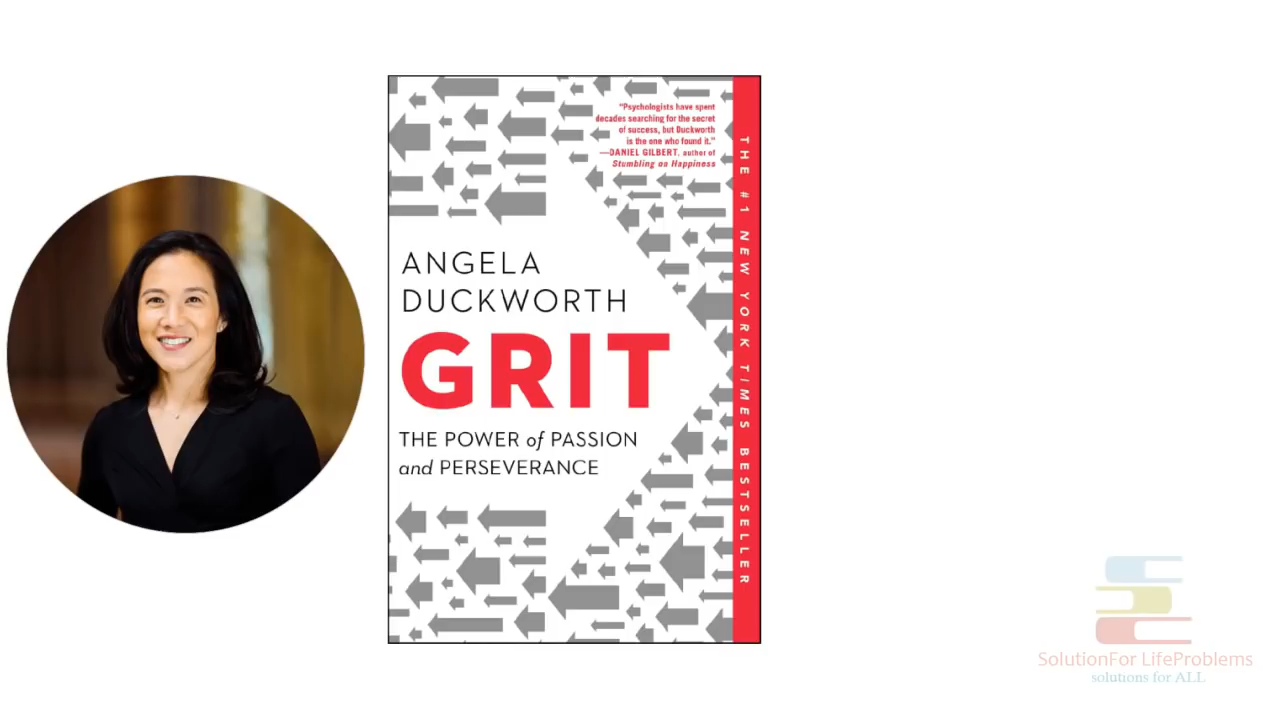 "Psychologists have spent
decades searching for the secret
of success, but Duckworth
is the one who found it."
—DANIEL GILBERT, author of
Stumbling on Happiness
ANGELA
DUCKWORTH
GRIT
THE POWER of PASSION
and PERSEVERANCE
THE #1 NEW YORK TIMES BESTSELLER
SolutionFor LifeProblems
solutions for ALL